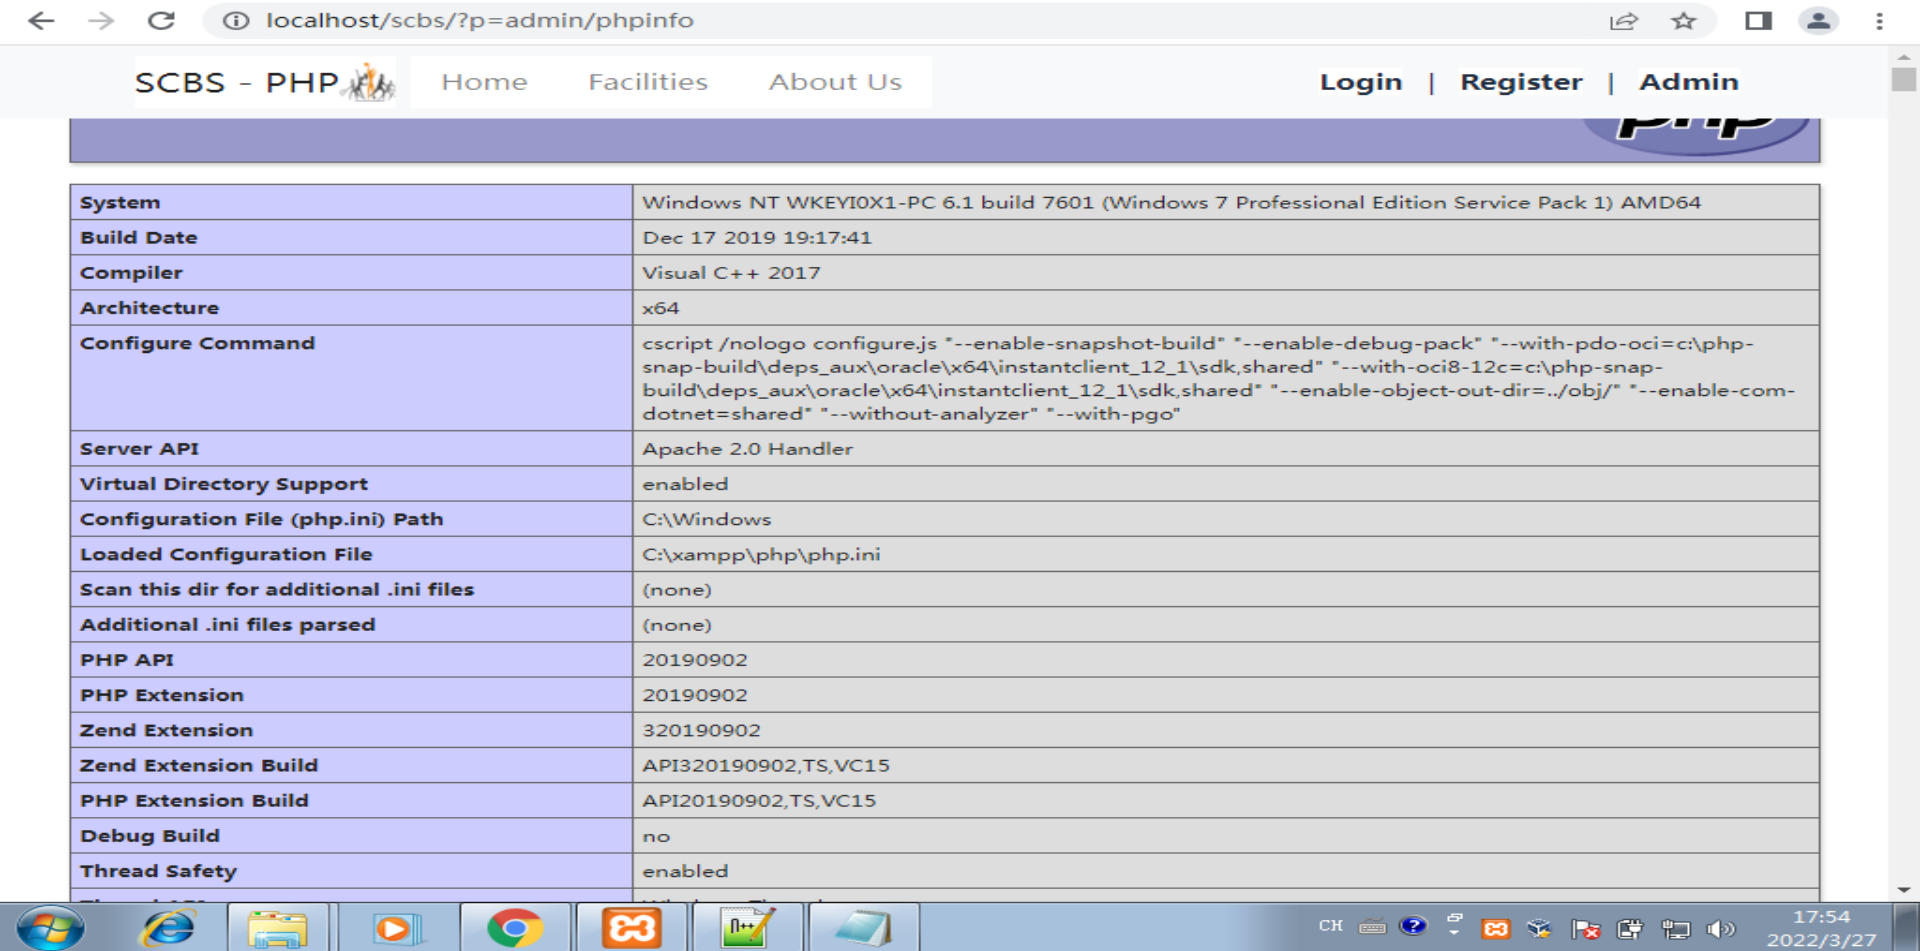 localhost/scbs/?p=admin/phpinfo
SCBS - PHP Home Facilities About Us Login | Register | Admin
php
System Windows NT WKEYI0X1-PC 6.1 build 7601 (Windows 7 Professional Edition Service Pack 1) AMD64
Build Date Dec 17 2019 19:17:41
Compiler Visual C++ 2017
Architecture x64
Configure Command cscript /nologo configure.js "--enable-snapshot-build" "--enable-debug-pack" "--with-pdo-oci=c:\php-
snap-build\deps_aux\oracle\x64\instantclient_12_1\sdk,shared" "--with-oci8-12c=c:\php-snap-
build\deps_aux\oracle\x64\instantclient_12_1\sdk,shared" "--enable-object-out-dir=../obj/" "--enable-com-
dotnet=shared" "--without-analyzer" "--with-pgo"
Server API Apache 2.0 Handler
Virtual Directory Support enabled
Configuration File (php.ini) Path C:\Windows
Loaded Configuration File C:\xampp\php\php.ini
Scan this dir for additional .ini files (none)
Additional .ini files parsed (none)
PHP API 20190902
PHP Extension 20190902
Zend Extension 320190902
Zend Extension Build API320190902,TS,VC15
PHP Extension Build API20190902,TS,VC15
Debug Build no
Thread Safety enabled
CH 17:54
2022/3/27